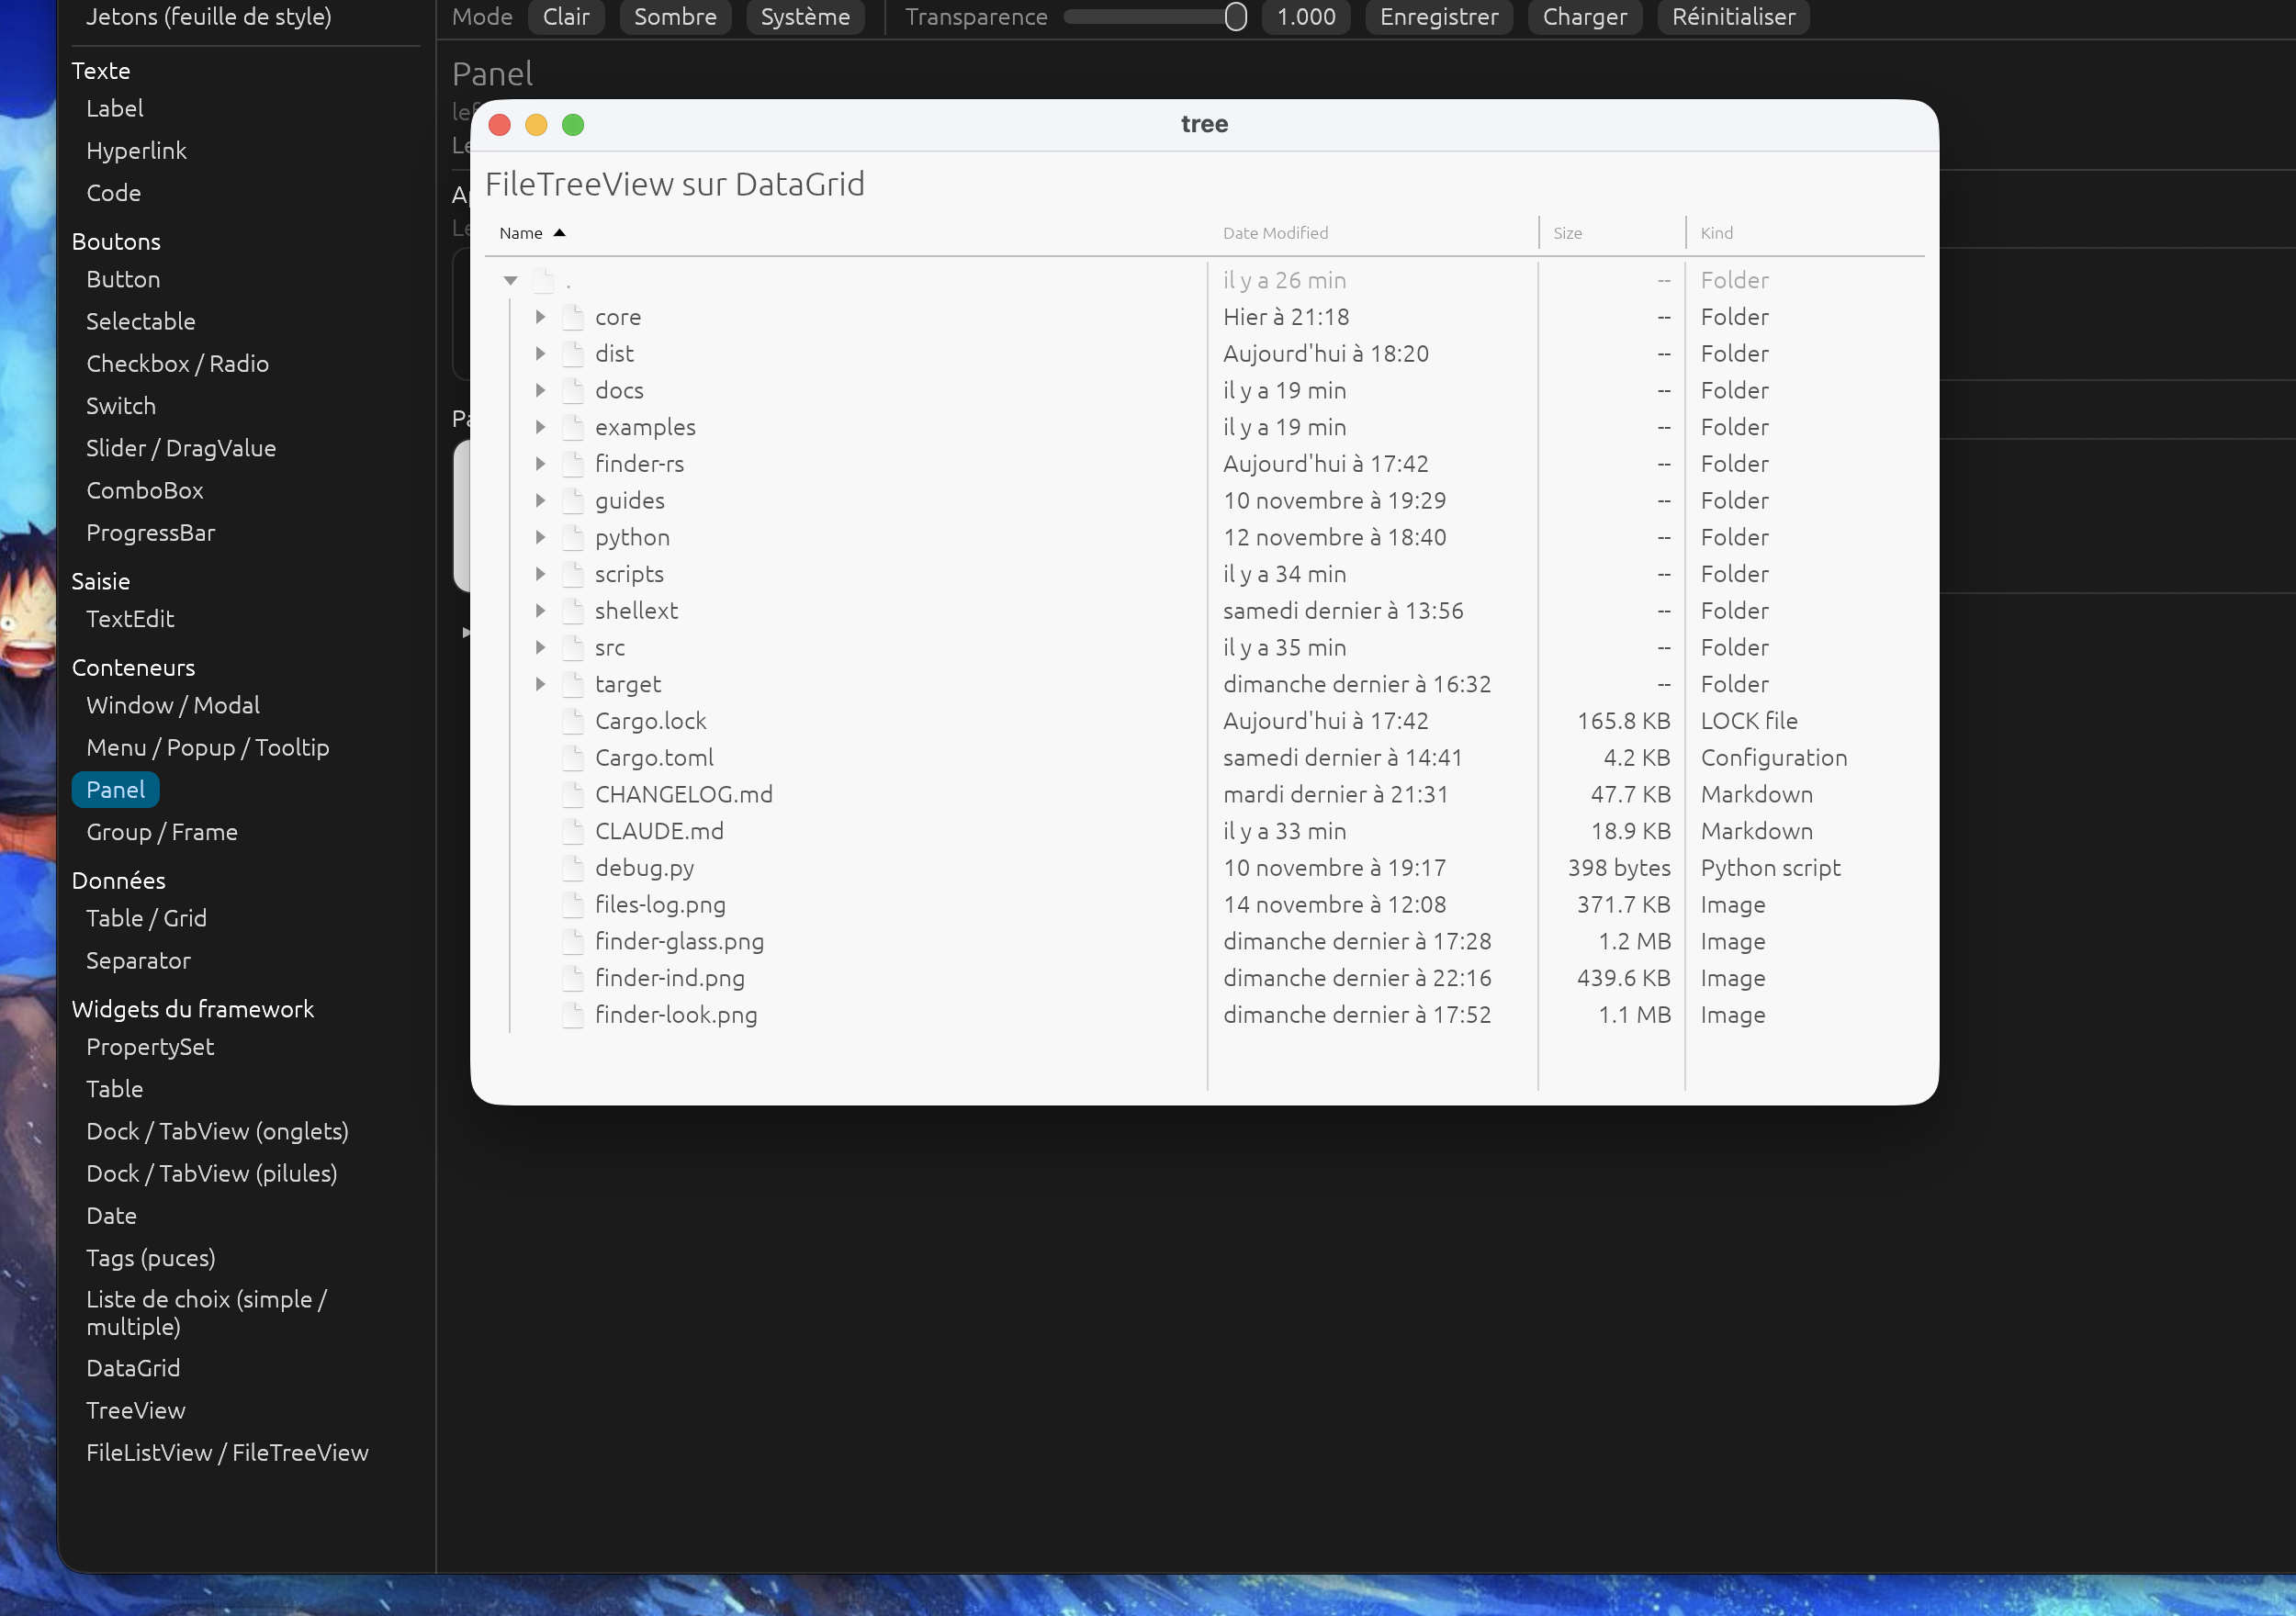 Jetons (feuille de style)
Texte
Label
Hyperlink
Code
Boutons
Button
Selectable
Checkbox / Radio
Switch
Slider / DragValue
ComboBox
ProgressBar
Saisie
TextEdit
Conteneurs
Window / Modal
Menu / Popup / Tooltip
Panel
Group / Frame
Données
Table / Grid
Separator
Widgets du framework
PropertySet
Table
Dock / TabView (onglets)
Dock / TabView (pilules)
Date
Tags (puces)
Liste de choix (simple /
multiple)
DataGrid
TreeView
FileListView / FileTreeView
Mode Clair Sombre Système Transparence 1.000 Enregistrer Charger Réinitialiser
Panel
tree
FileTreeView sur DataGrid
Name Date Modified Size Kind
. il y a 26 min -- Folder
core Hier à 21:18 -- Folder
dist Aujourd'hui à 18:20 -- Folder
docs il y a 19 min -- Folder
examples il y a 19 min -- Folder
finder-rs Aujourd'hui à 17:42 -- Folder
guides 10 novembre à 19:29 -- Folder
python 12 novembre à 18:40 -- Folder
scripts il y a 34 min -- Folder
shellext samedi dernier à 13:56 -- Folder
src il y a 35 min -- Folder
target dimanche dernier à 16:32 -- Folder
Cargo.lock Aujourd'hui à 17:42 165.8 KB LOCK file
Cargo.toml samedi dernier à 14:41 4.2 KB Configuration
CHANGELOG.md mardi dernier à 21:31 47.7 KB Markdown
CLAUDE.md il y a 33 min 18.9 KB Markdown
debug.py 10 novembre à 19:17 398 bytes Python script
files-log.png 14 novembre à 12:08 371.7 KB Image
finder-glass.png dimanche dernier à 17:28 1.2 MB Image
finder-ind.png dimanche dernier à 22:16 439.6 KB Image
finder-look.png dimanche dernier à 17:52 1.1 MB Image